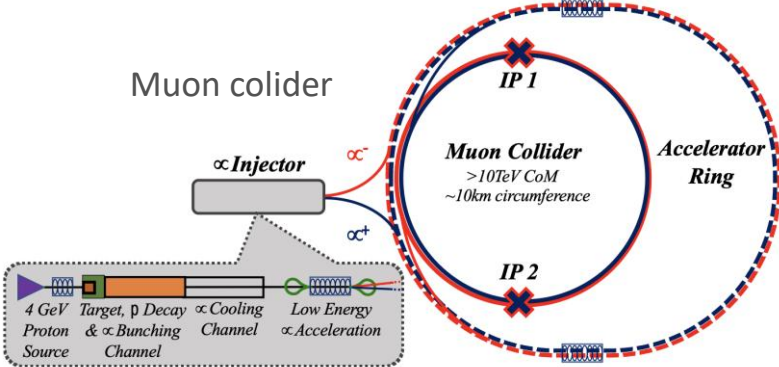 Muon colider
IP 1
∝Injector
∝-
Muon Collider
>10TeV CoM
~10km circumference
Accelerator
Ring
∝+
IP 2
4 GeV
Proton
Source
Target, p Decay
& ∝Bunching
Channel
∝Cooling
Channel
Low Energy
∝Acceleration